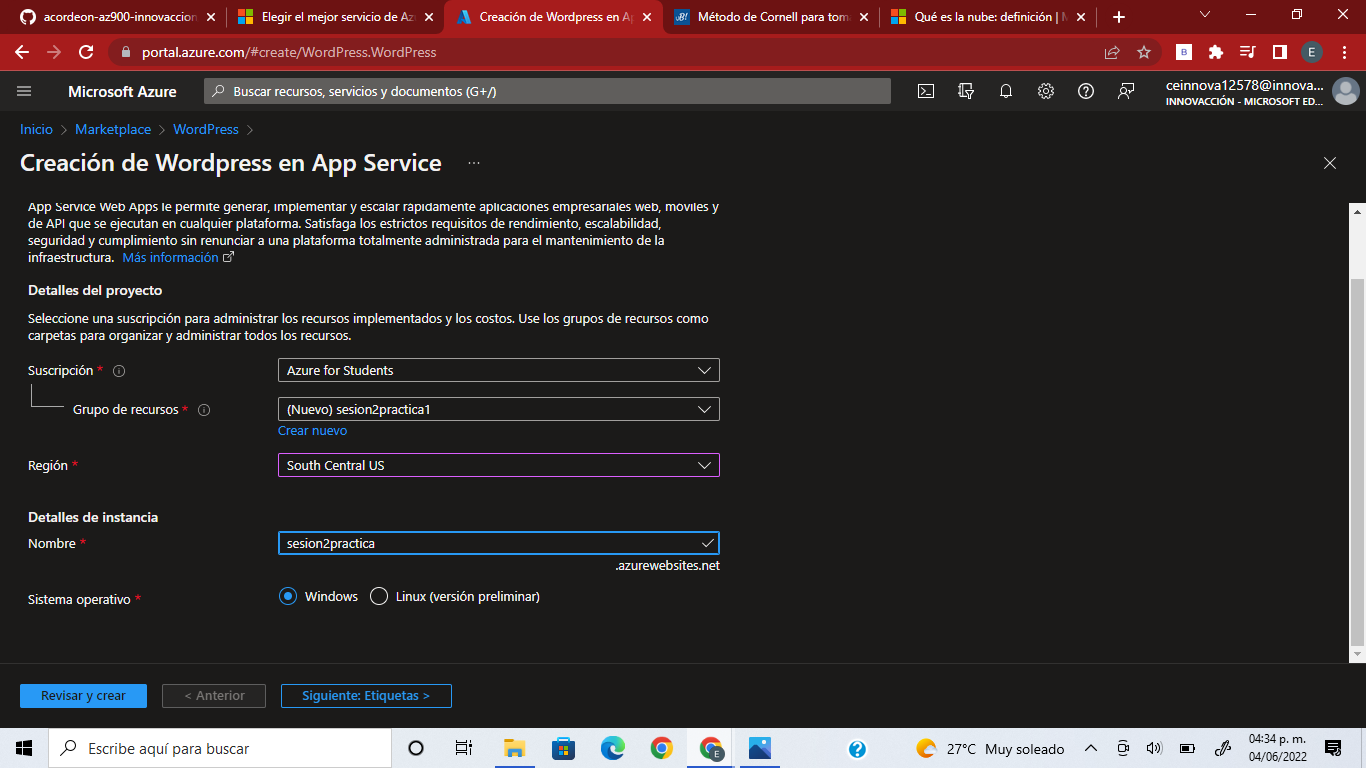 acordeon-az900-innovaccion
Elegir el mejor servicio de Az
Creación de Wordpress en Ap
Método de Cornell para tom
Qué es la nube: definición | M
portal.azure.com/#create/WordPress.WordPress
B
E
Microsoft Azure
Buscar recursos, servicios y documentos (G+/)
ceinnova12578@innova...
INNOVACCIÓN - MICROSOFT ED...
Inicio > Marketplace > WordPress >
Creación de Wordpress en App Service ...
App Service Web Apps le permite generar, implementar y escalar rápidamente aplicaciones empresariales web, móviles y
de API que se ejecutan en cualquier plataforma. Satisfaga los estrictos requisitos de rendimiento, escalabilidad,
seguridad y cumplimiento sin renunciar a una plataforma totalmente administrada para el mantenimiento de la
infraestructura. Más información
Detalles del proyecto
Seleccione una suscripción para administrar los recursos implementados y los costos. Use los grupos de recursos como
carpetas para organizar y administrar todos los recursos.
Suscripción * Azure for Students
Grupo de recursos * (Nuevo) sesion2practica1
Crear nuevo
Región * South Central US
Detalles de instancia
Nombre * sesion2practica
.azurewebsites.net
Sistema operativo * Windows Linux (versión preliminar)
Revisar y crear
< Anterior
Siguiente: Etiquetas >
Escribe aquí para buscar
E
27°C Muy soleado
04:34 p. m.
04/06/2022